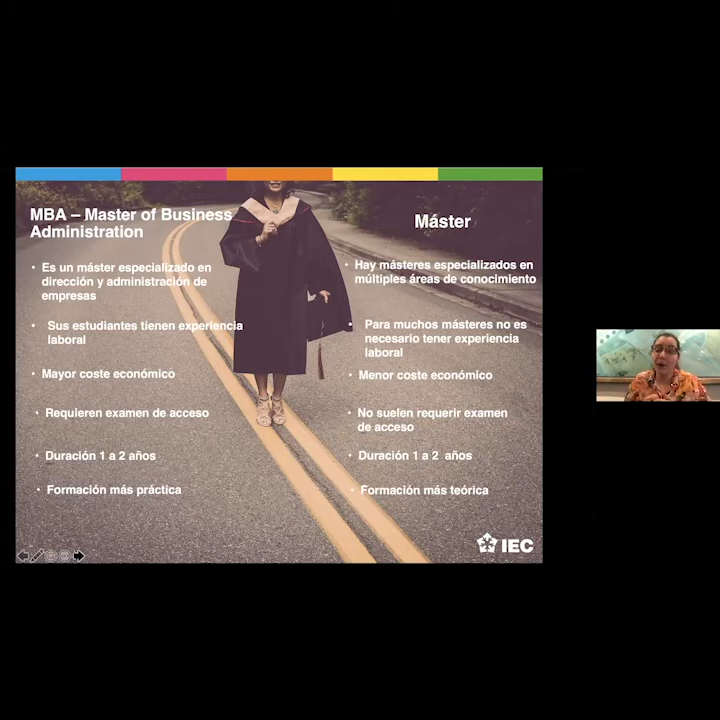 MBA – Master of Business
Administration
• Es un máster especializado en
dirección y administración de
empresas
• Sus estudiantes tienen experiencia
laboral
Mayor coste económico
• Requieren examen de acceso
• Duración 1 a 2 años
• Formación más práctica
Máster
• Hay másteres especializados en
múltiples áreas de conocimiento
• Para muchos másteres no es
necesario tener experiencia
laboral
• Menor coste económico
• No suelen requerir examen
de acceso
• Duración 1 a 2 años
• Formación más teórica
IEC